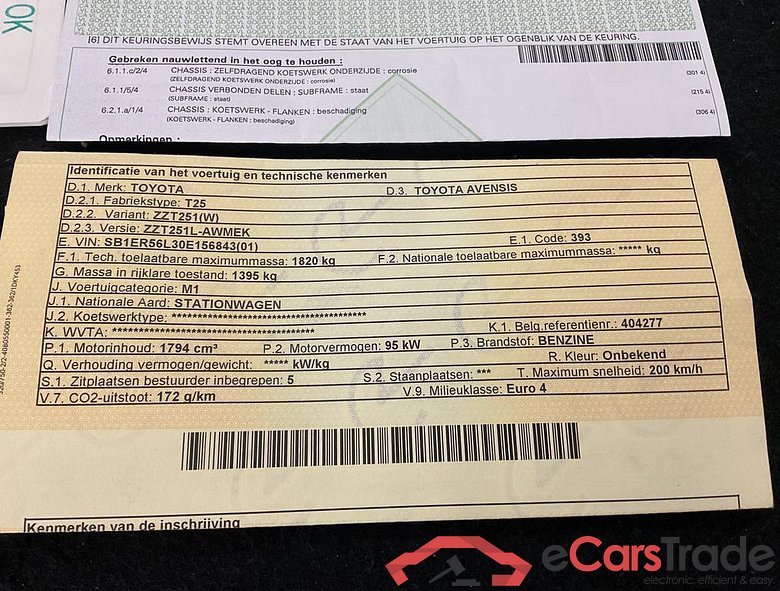 OK
[6] DIT KEURINGSBEWIJS STEMT OVEREEN MET DE STAAT VAN HET VOERTUIG OP HET OGENBLIK VAN DE KEURING.
Gebreken nauwlettend in het oog te houden :
6.1.1.c/2/4 CHASSIS : ZELFDRAGEND KOETSWERK ONDERZIJDE : corrosie (301 4)
(ZELFDRAGEND KOETSWERK ONDERZIJDE : corrosie)
6.1.1/5/4 CHASSIS VERBONDEN DELEN : SUBFRAME : staat (215 4)
(SUBFRAME : staat)
6.2.1.a/1/4 CHASSIS : KOETSWERK - FLANKEN : beschadiging (306 4)
(KOETSWERK - FLANKEN : beschadiging)
Opmerkingen :
Identificatie van het voertuig en technische kenmerken
D.1. Merk: TOYOTA D.3. TOYOTA AVENSIS
D.2.1. Fabriekstype: T25
D.2.2. Variant: ZZT251(W)
D.2.3. Versie: ZZT251L-AWMEK
E. VIN: SB1ER56L30E156843(01) E.1. Code: 393
F.1. Tech. toelaatbare maximummassa: 1820 kg F.2. Nationale toelaatbare maximummassa: ***** kg
G. Massa in rijklare toestand: 1395 kg
J. Voertuigcategorie: M1
J.1. Nationale Aard: STATIONWAGEN
J.2. Koetswerktype: **************************************
K. WVTA: *************************************** K.1. Belg.referentienr.: 404277
P.1. Motorinhoud: 1794 cm³ P.2. Motorvermogen: 95 kW P.3. Brandstof: BENZINE
Q. Verhouding vermogen/gewicht: ***** kW/kg R. Kleur: Onbekend
S.1. Zitplaatsen bestuurder inbegrepen: 5 S.2. Staanplaatsen: *** T. Maximum snelheid: 200 km/h
V.7. CO2-uitstoot: 172 g/km V.9. Milieuklasse: Euro 4
Kenmerken van de inschrijving
eCarsTrade
electronic, efficient & easy